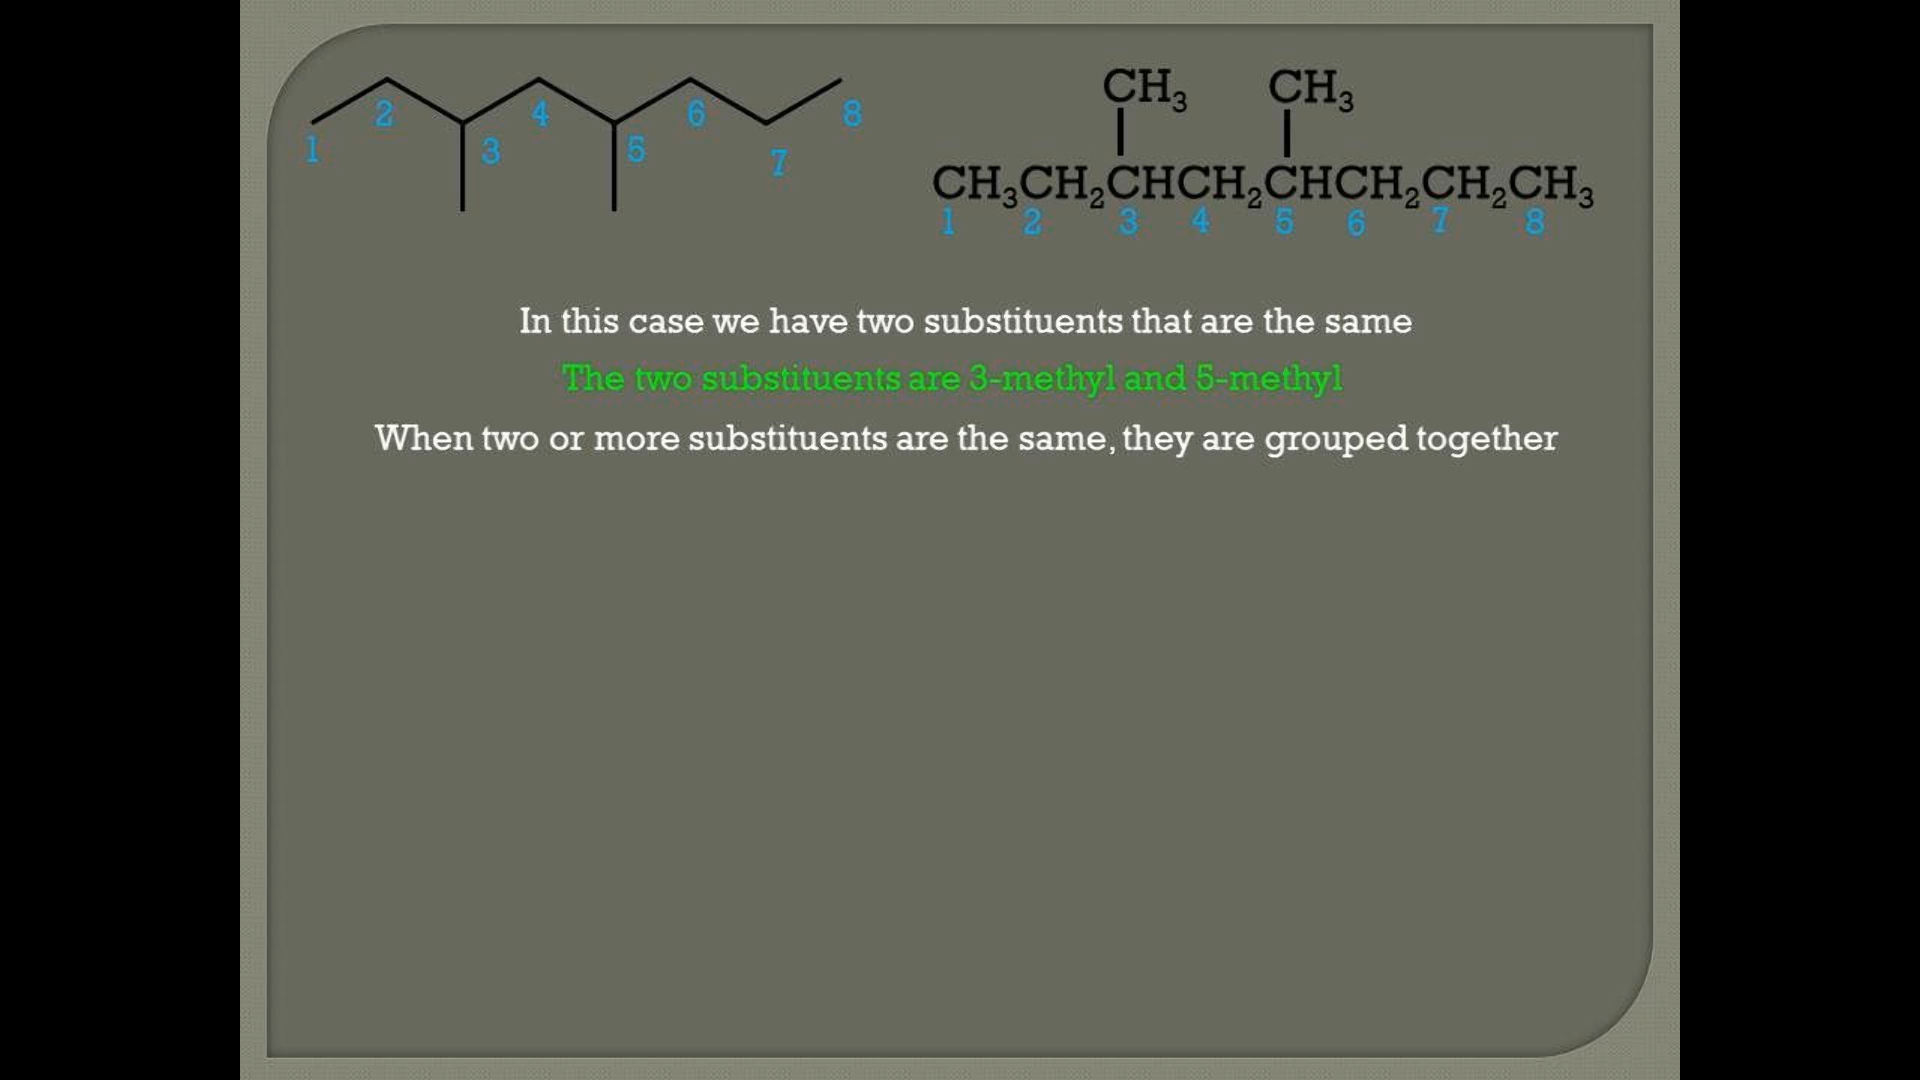 1 2 3 4 5 6 7 8
CH₃ CH₃
CH₃CH₂CHCH₂CHCH₂CH₂CH₃
1 2 3 4 5 6 7 8
In this case we have two substituents that are the same
The two substituents are 3-methyl and 5-methyl
When two or more substituents are the same, they are grouped together